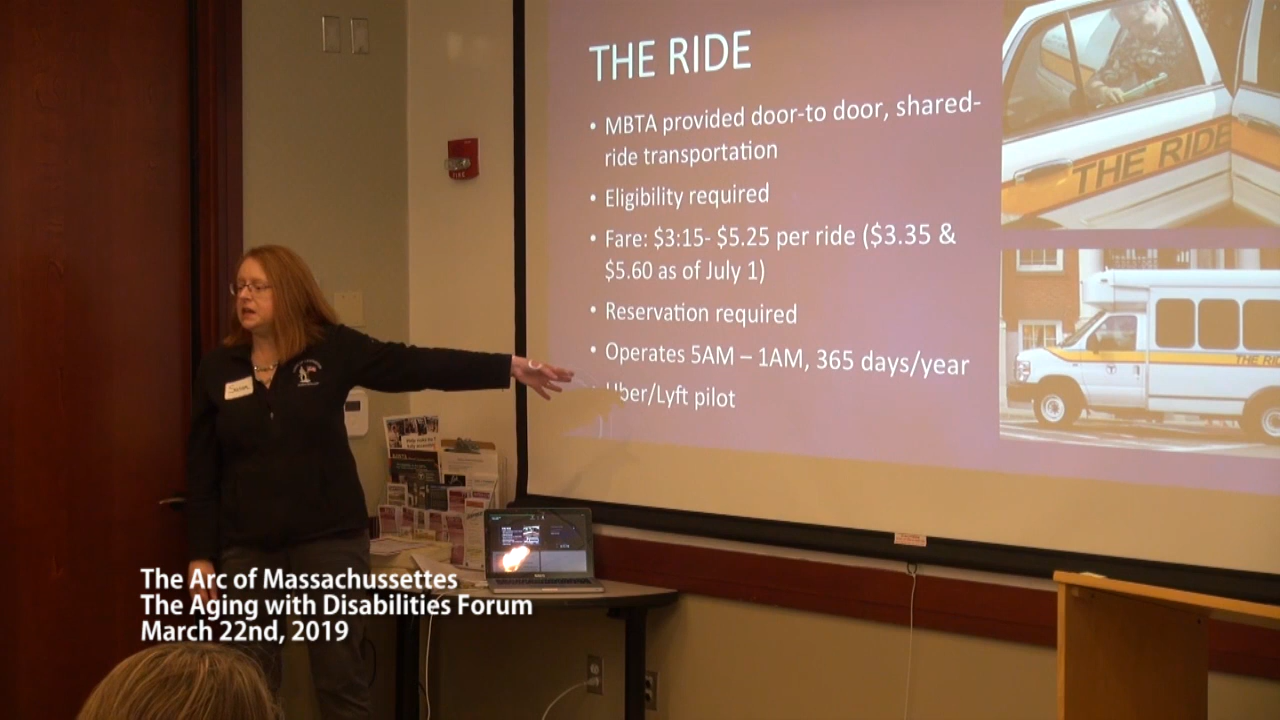 THE RIDE
• MBTA provided door-to door, shared-
ride transportation
• Eligibility required
• Fare: $3:15- $5.25 per ride ($3.35 &
$5.60 as of July 1)
• Reservation required
• Operates 5AM – 1AM, 365 days/year
Uber/Lyft pilot
THE RIDE
THE RI
FIRE
The Arc of Massachussettes
The Aging with Disabilities Forum
March 22nd, 2019